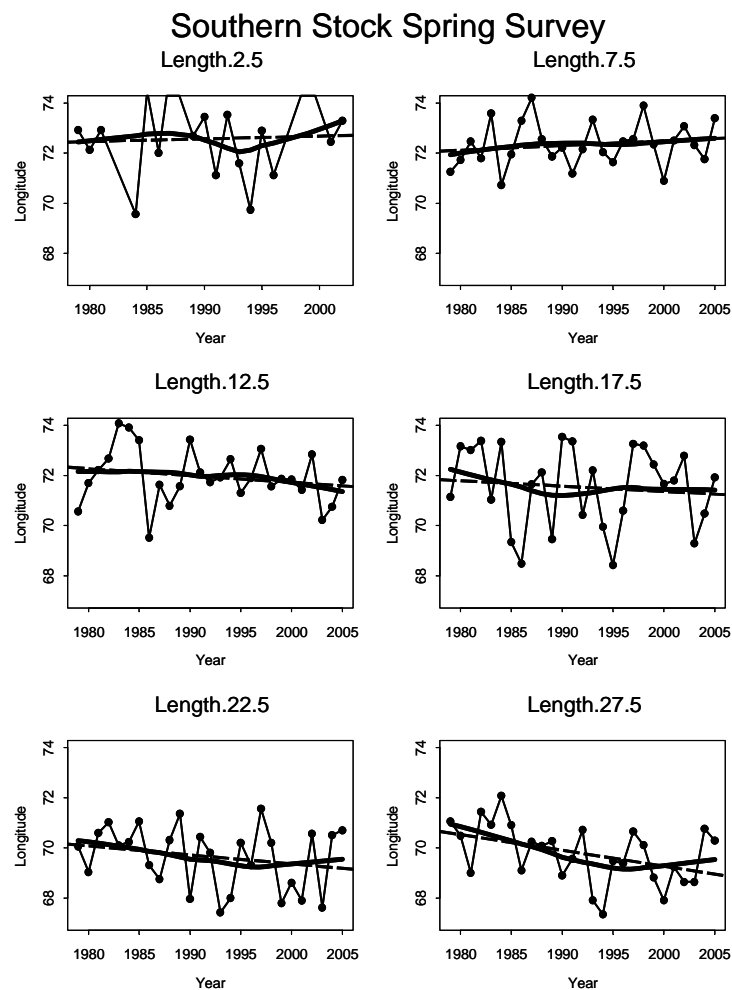 Southern Stock Spring Survey
Length.2.5
Length.7.5
74
72
70
68
Longitude
1980 1985 1990 1995 2000
Year
74
72
70
68
Longitude
1980 1985 1990 1995 2000 2005
Year
Length.12.5
Length.17.5
74
72
70
68
Longitude
1980 1985 1990 1995 2000 2005
Year
74
72
70
68
Longitude
1980 1985 1990 1995 2000 2005
Year
Length.22.5
Length.27.5
74
72
70
68
Longitude
1980 1985 1990 1995 2000 2005
Year
74
72
70
68
Longitude
1980 1985 1990 1995 2000 2005
Year